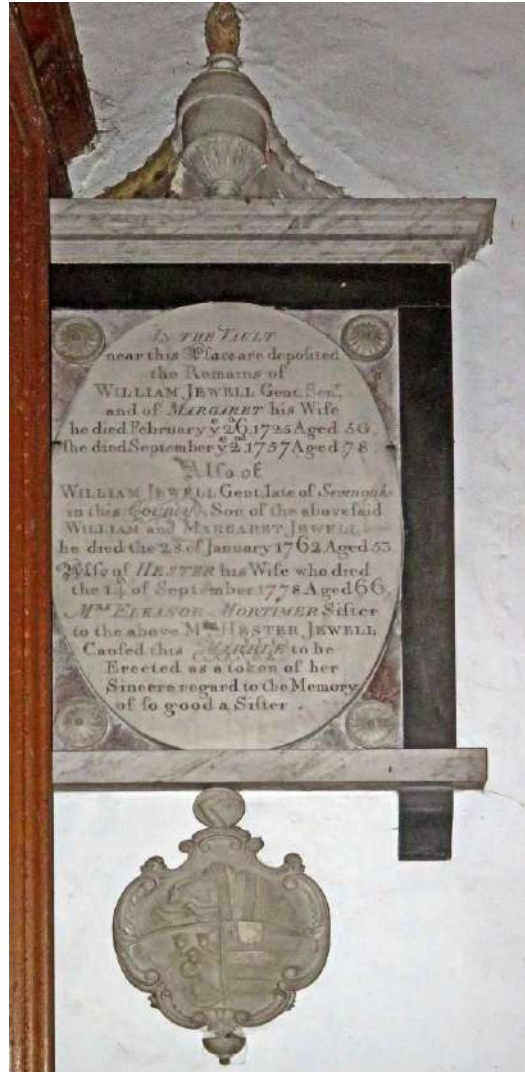 IN THE VAULT
near this Place are deposited
the Remains of
WILLIAM JEWELL Gent. Senr.
and of MARGARET his Wife
he died February ye 26, 1725 Aged 50.
ſhe died September ye 2nd 1757 Aged 78.
Alſo of
WILLIAM JEWELL Gent. late of Sevenoak
in this County, Son of the aboveſaid
WILLIAM and MARGARET JEWELL
he died the 28 of January 1762 Aged 53
Alſo of HESTER his Wife who died
the 14 of September 1778 Aged 66.
Mrs ELEANOR MORTIMER Siſter
to the above Mrs HESTER JEWELL
Cauſed this MARBLE to be
Erected as a token of her
Sincere regard to the Memory
of ſo good a Siſter .